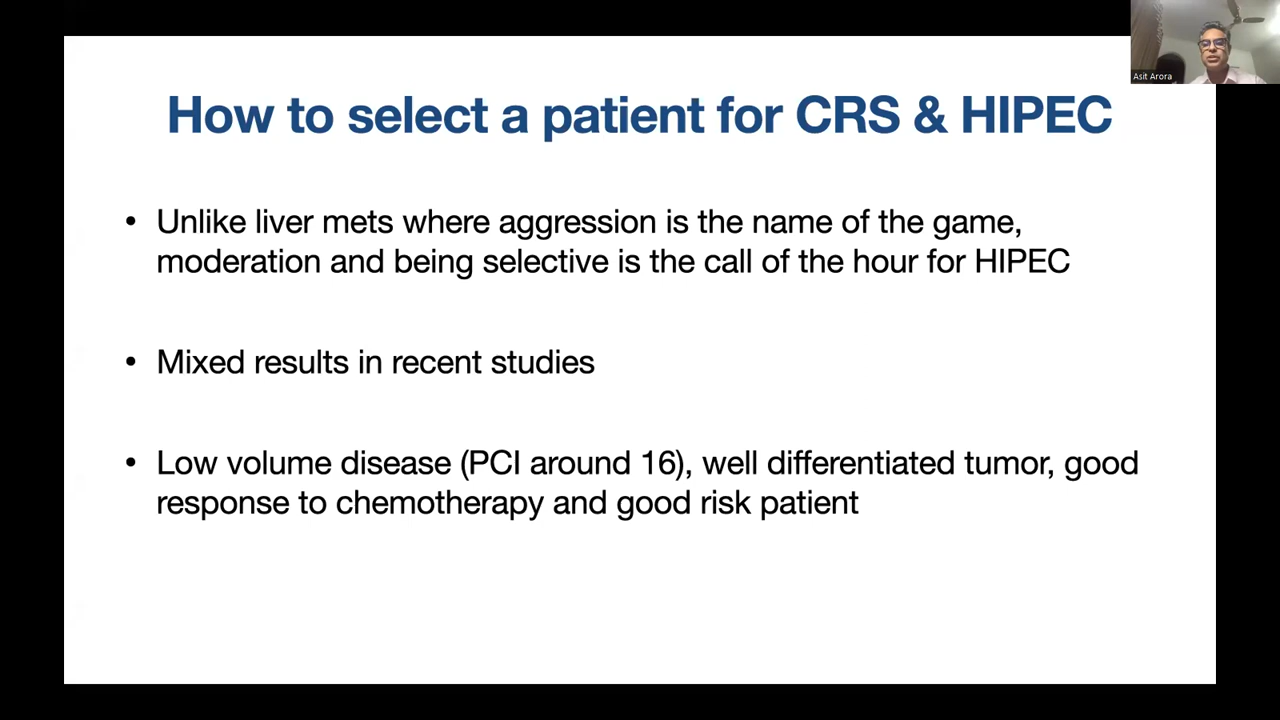 Asit Arora
How to select a patient for CRS & HIPEC
• Unlike liver mets where aggression is the name of the game,
moderation and being selective is the call of the hour for HIPEC
• Mixed results in recent studies
• Low volume disease (PCI around 16), well differentiated tumor, good
response to chemotherapy and good risk patient